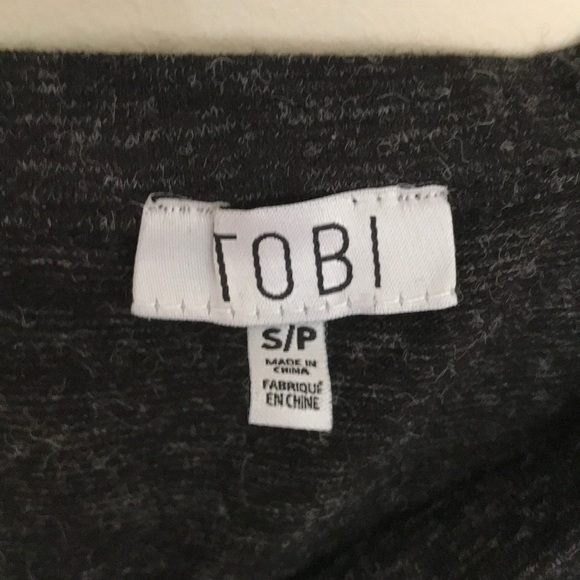 TOBI
S/P
MADE IN
CHINA
FABRIQUÉ
EN CHINE